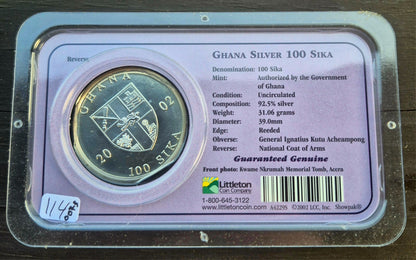 GHANA SILVER 100 SIKA
Reverse
Denomination: 100 Sika
Mint: Authorized by the Government
of Ghana
Condition: Uncirculated
Composition: 92.5% silver
Weight: 31.06 grams
Diameter: 39.0mm
Edge: Reeded
Obverse: General Ignatius Kutu Acheampong
Reverse: National Coat of Arms
Guaranteed Genuine
Front photo: Kwame Nkrumah Memorial Tomb, Accra
GHANA
20 02
100 SIKA
Littleton
Coin Company
1-800-645-3122
www.littletoncoin.com
A42295 ©2002 LCC, Inc. Showpak®
114